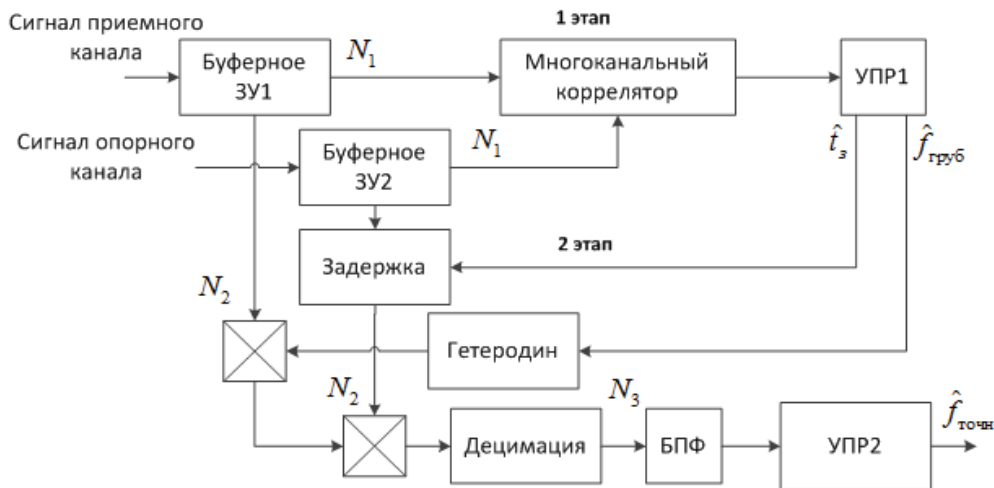 Сигнал приемного
канала
1 этап
Буферное
ЗУ1
N₁
Многоканальный
коррелятор
УПР1
Сигнал опорного
канала
Буферное
ЗУ2
N₁
t̂з
f̂груб
Задержка
2 этап
N₂
Гетеродин
N₂
N₃
Децимация
БПФ
УПР2
f̂точн